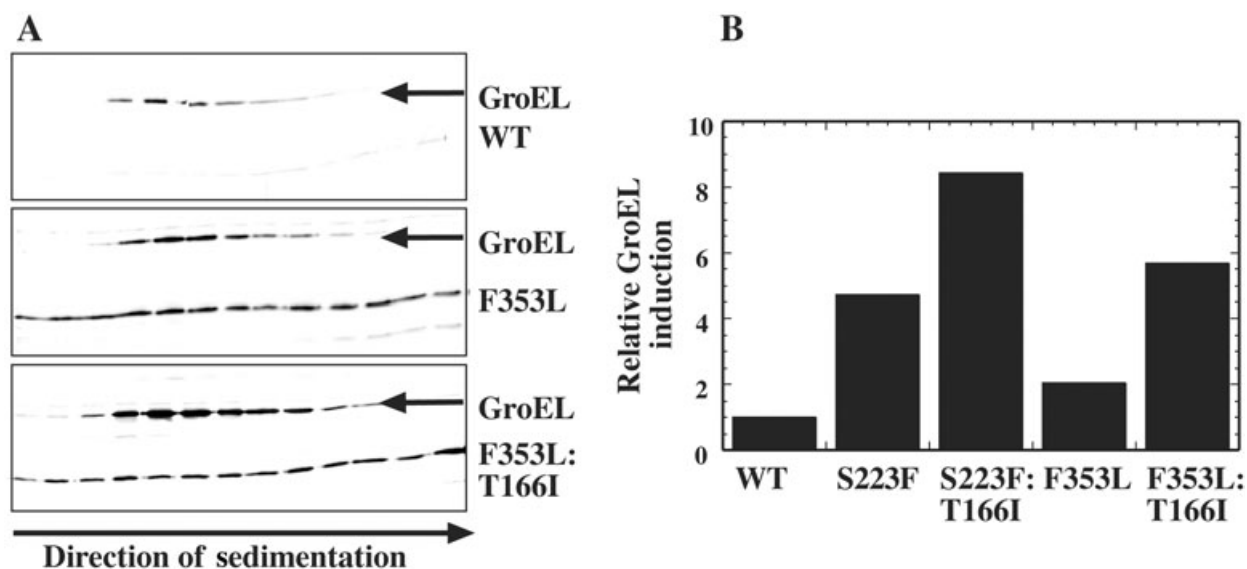 A
GroEL
WT
GroEL
F353L
GroEL
F353L:
T166I
Direction of sedimentation
B
Relative GroEL
induction
10
8
6
4
2
0
WT
S223F
S223F:
T166I
F353L
F353L:
T166I